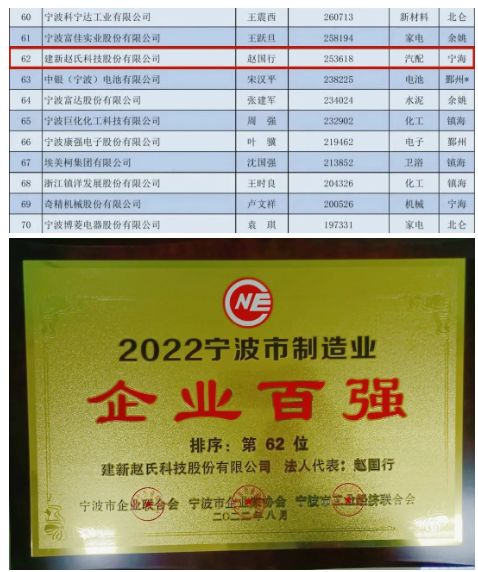 60 宁波科宁达工业有限公司 王震西 260713 新材料 北仑
61 宁波富佳实业股份有限公司 王跃旦 258194 家电 余姚
62 建新赵氏科技股份有限公司 赵国行 253618 汽配 宁海
63 中银（宁波）电池有限公司 宋汉平 238225 电池 鄞州*
64 宁波富达股份有限公司 张建军 234024 水泥 余姚
65 宁波巨化化工科技有限公司 周 强 232902 化工 镇海
66 宁波康强电子股份有限公司 叶 骥 219462 电子 鄞州
67 埃美柯集团有限公司 沈国强 213852 卫浴 镇海
68 浙江镇洋发展股份有限公司 王时良 204326 化工 镇海
69 奇精机械股份有限公司 卢文祥 200526 机械 宁海
70 宁波博菱电器股份有限公司 袁 琪 197331 家电 北仑
CNE
2022宁波市制造业
企业百强
排序：第 62 位
建新赵氏科技股份有限公司 法人代表：赵国行
宁波市企业联合会 宁波市企业家协会 宁波市工业经济联合会
二〇二二年八月